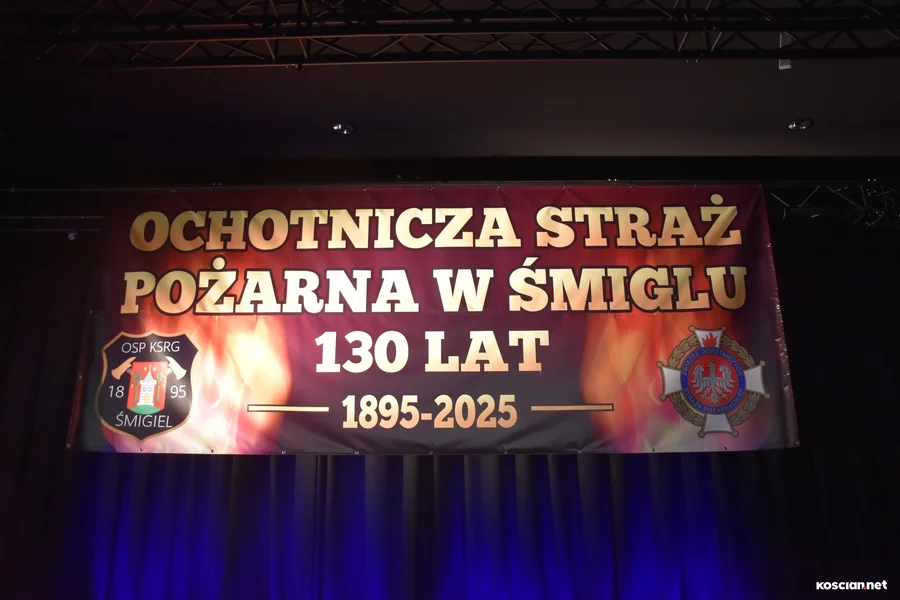 OCHOTNICZA STRAŻ
POŻARNA W ŚMIGLU
130 LAT
1895-2025
OSP KSRG
18 95
ŚMIGIEL
KOSCIAN.NET